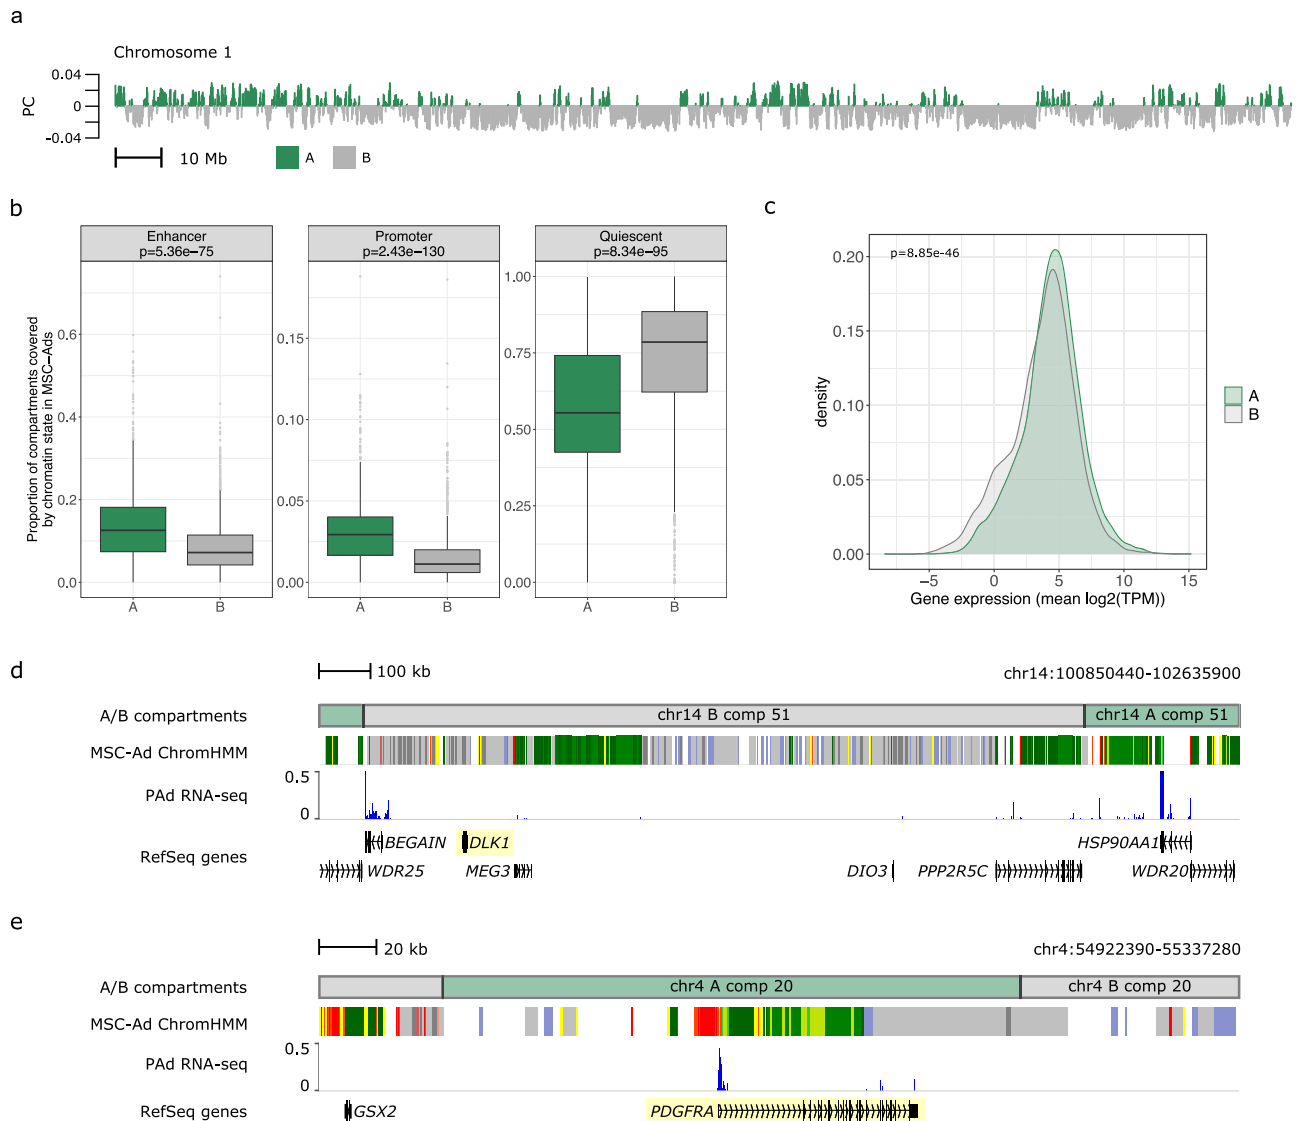 a
Chromosome 1
PC
0.04
0
-0.04
10 Mb
A
B
b
Proportion of compartments covered
by chromatin state in MSC−Ads
Enhancer
p=5.36e−75
0.6
0.4
0.2
0.0
A
B
Promoter
p=2.43e−130
0.15
0.10
0.05
0.00
A
B
Quiescent
p=8.34e−95
1.00
0.75
0.50
0.25
0.00
A
B
c
p=8.85e-46
density
0.20
0.15
0.10
0.05
0.00
−5
0
5
10
15
Gene expression (mean log2(TPM))
A
B
d
100 kb
chr14:100850440-102635900
A/B compartments
chr14 B comp 51
chr14 A comp 51
MSC-Ad ChromHMM
PAd RNA-seq
0.5
0
RefSeq genes
BEGAIN
DLK1
HSP90AA1
WDR25
MEG3
DIO3
PPP2R5C
WDR20
e
20 kb
chr4:54922390-55337280
A/B compartments
chr4 A comp 20
chr4 B comp 20
MSC-Ad ChromHMM
PAd RNA-seq
0.5
0
RefSeq genes
GSX2
PDGFRA